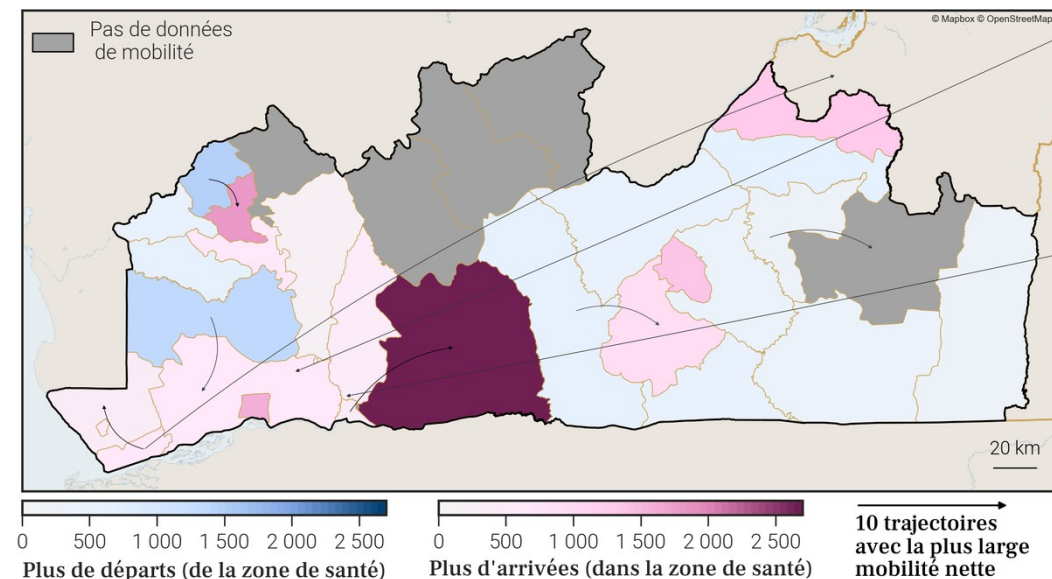 Pas de données
de mobilité
© Mapbox © OpenStreetMap
20 km
0 500 1 000 1 500 2 000 2 500
Plus de départs (de la zone de santé)
0 500 1 000 1 500 2 000 2 500
Plus d'arrivées (dans la zone de santé)
10 trajectoires
avec la plus large
mobilité nette